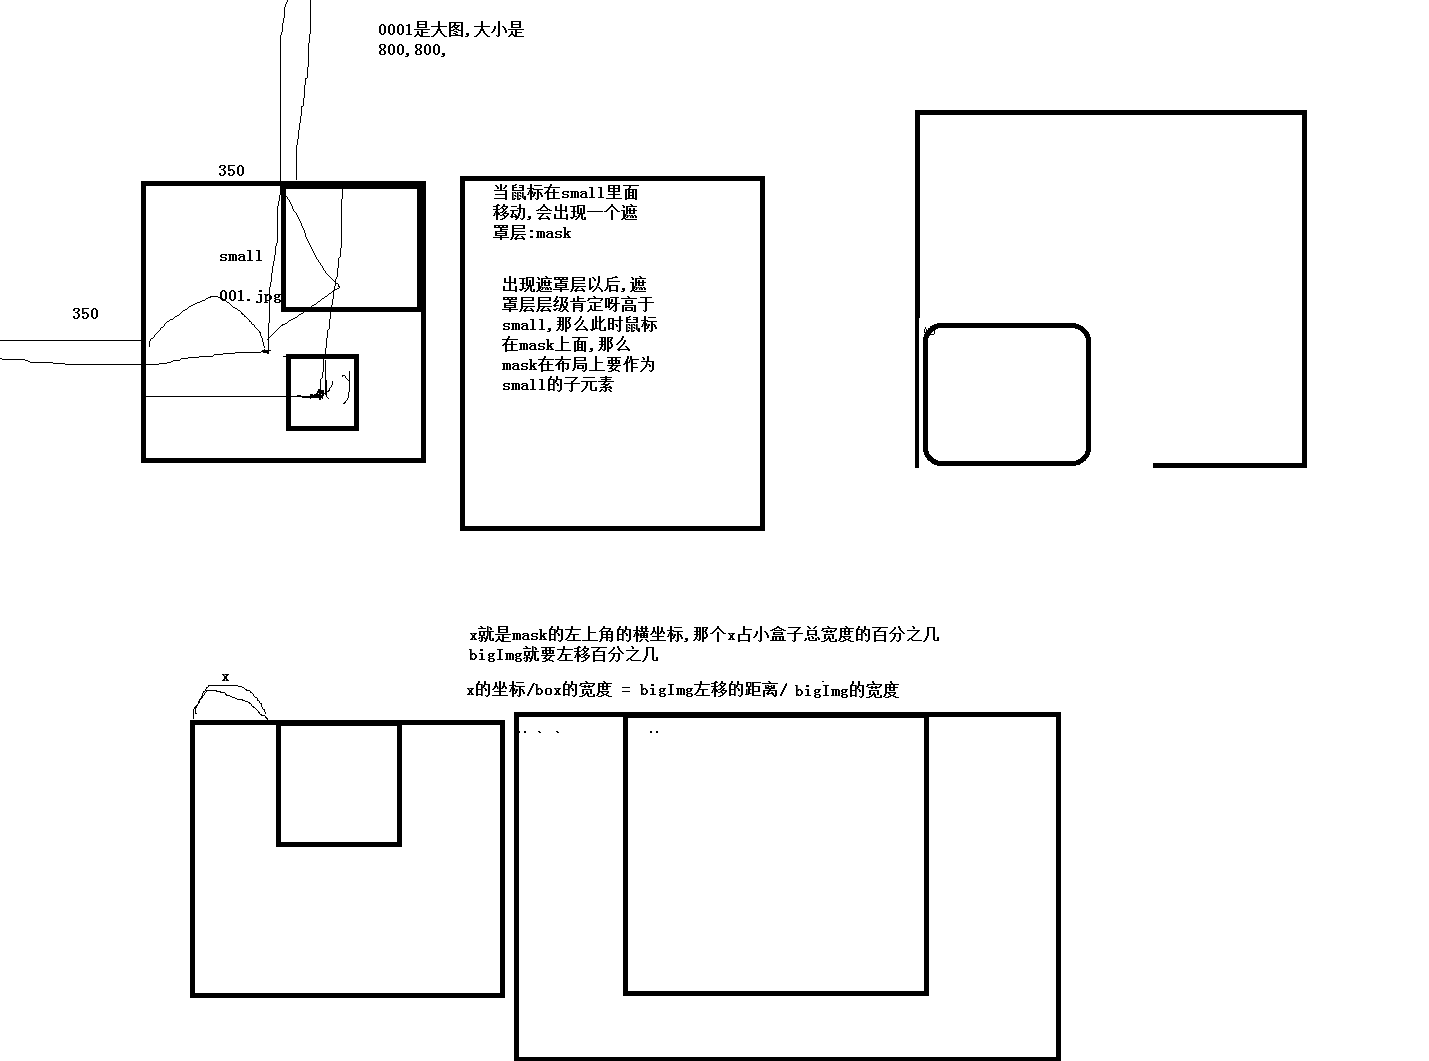 0001是大图,大小是
800,800,
350
small
001.jpg
350
当鼠标在small里面
移动,会出现一个遮
罩层:mask
出现遮罩层以后,遮
罩层层级肯定呀高于
small,那么此时鼠标
在mask上面,那么
mask在布局上要作为
small的子元素
x就是mask的左上角的横坐标,那个x占小盒子总宽度的百分之几
bigImg就要左移百分之几
x的坐标/box的宽度 = bigImg左移的距离/ bigImg的宽度
x